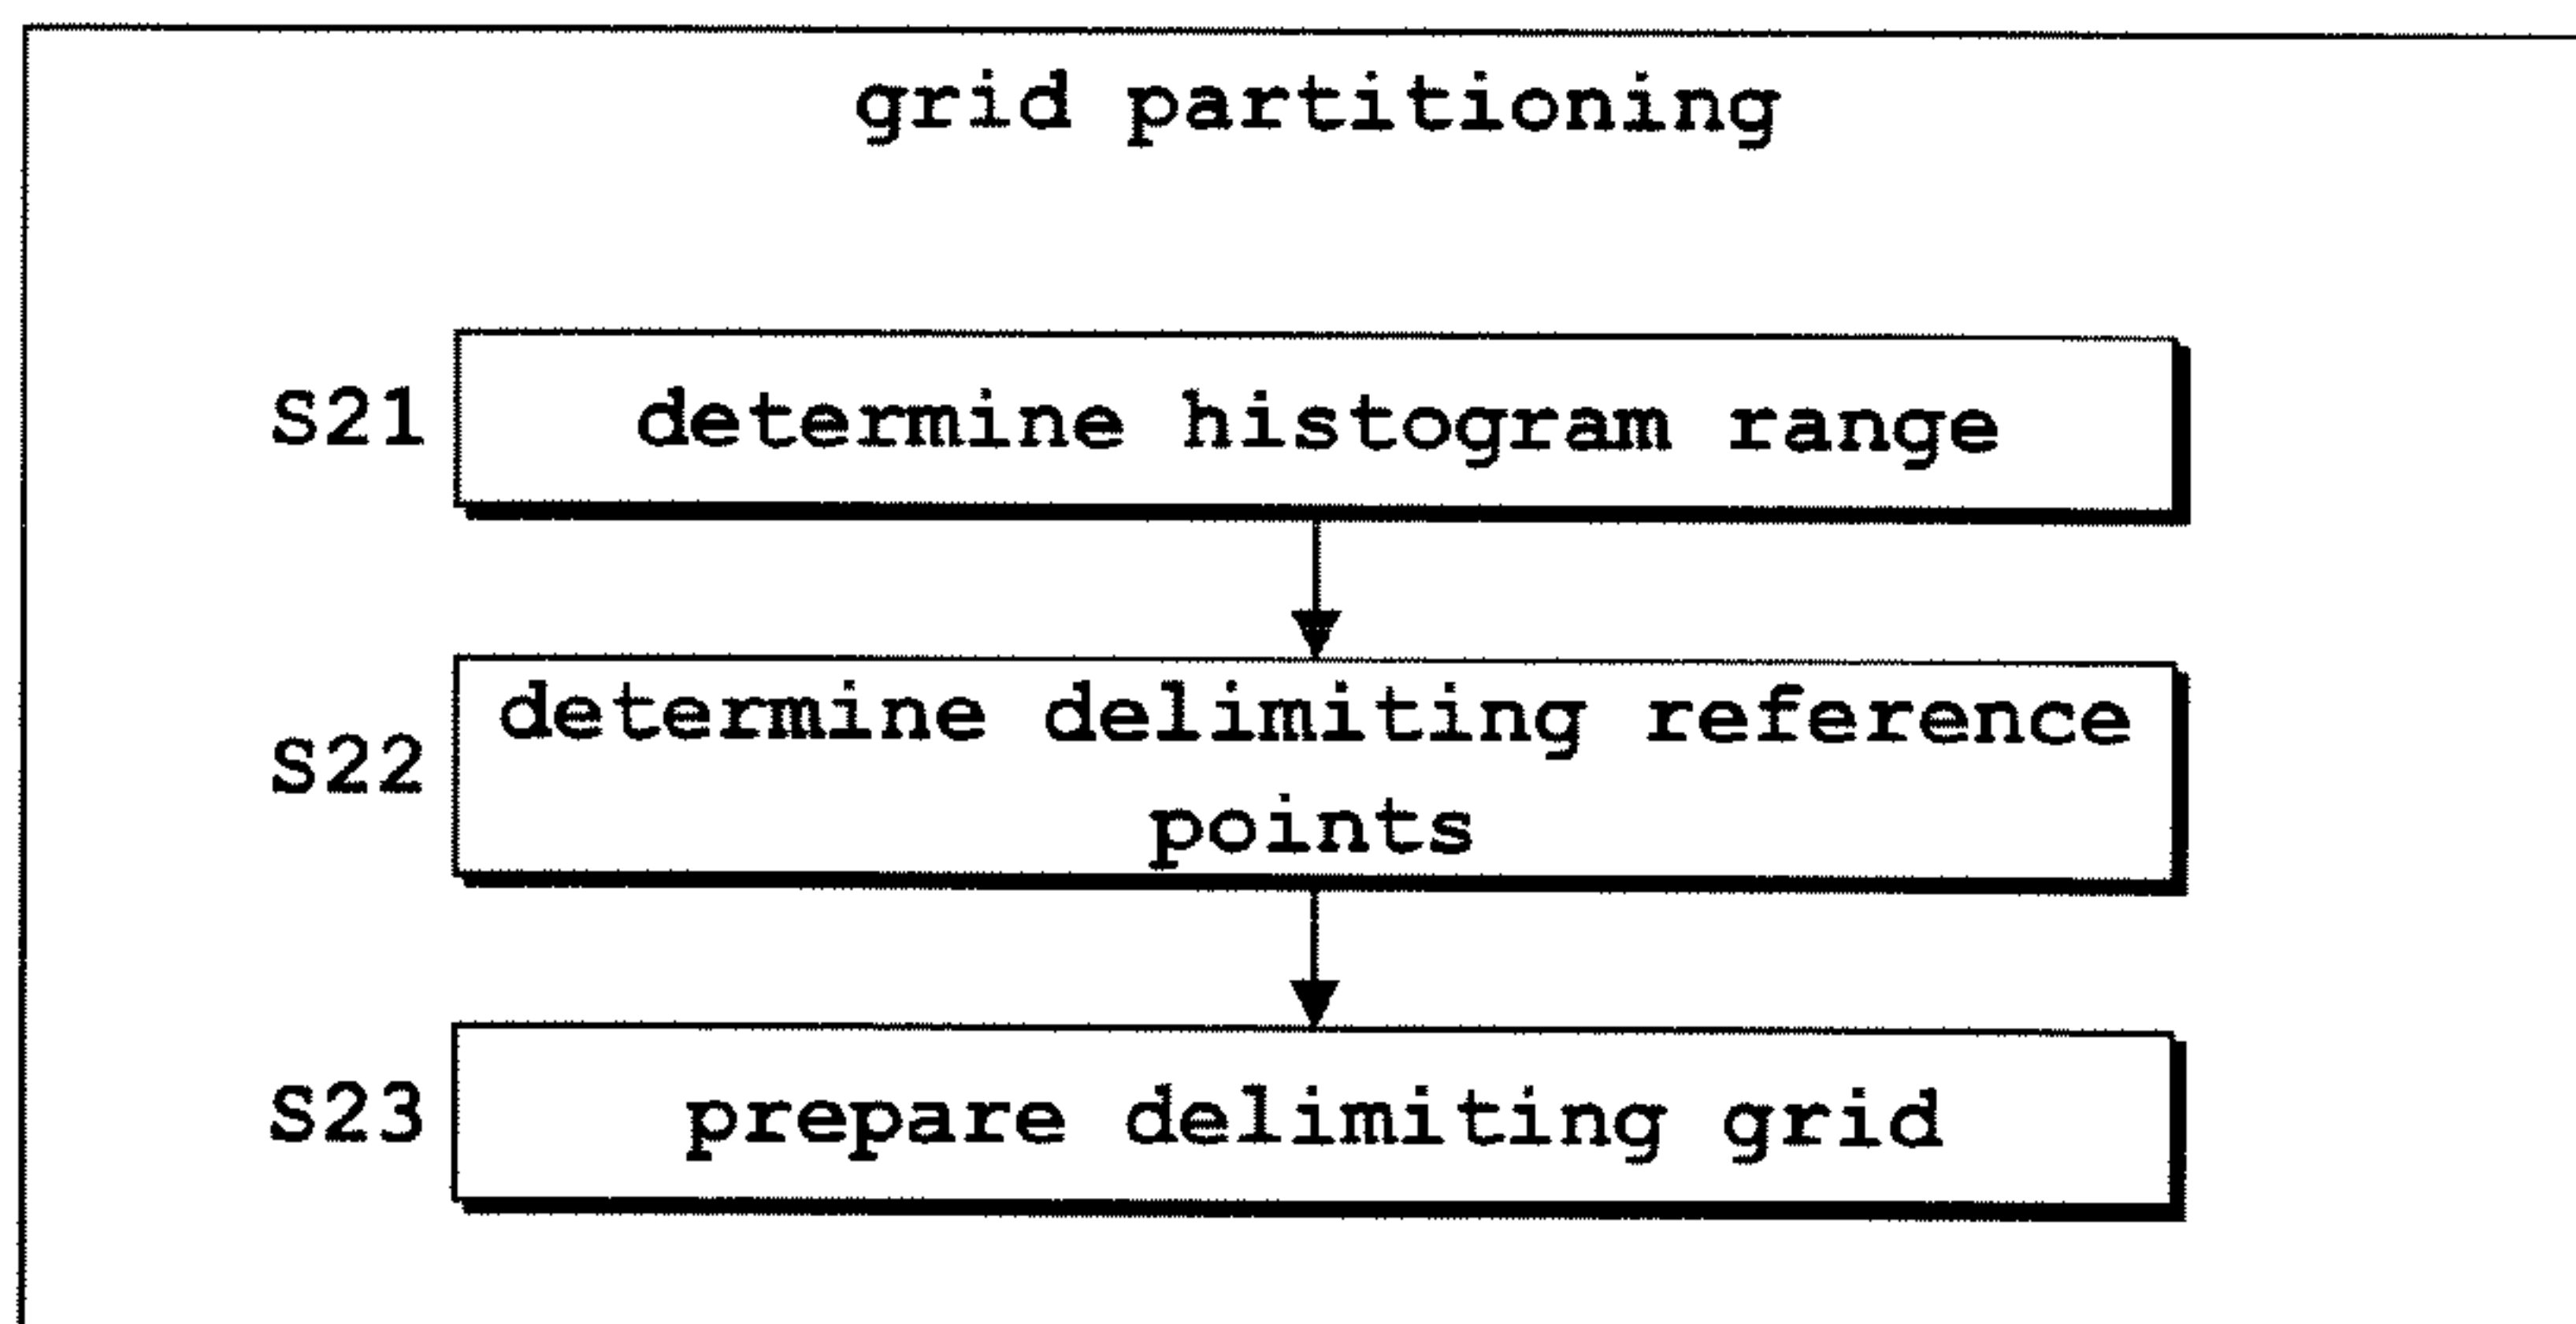 grid partitioning
S21 determine histogram range
S22 determine delimiting reference
points
S23 prepare delimiting grid